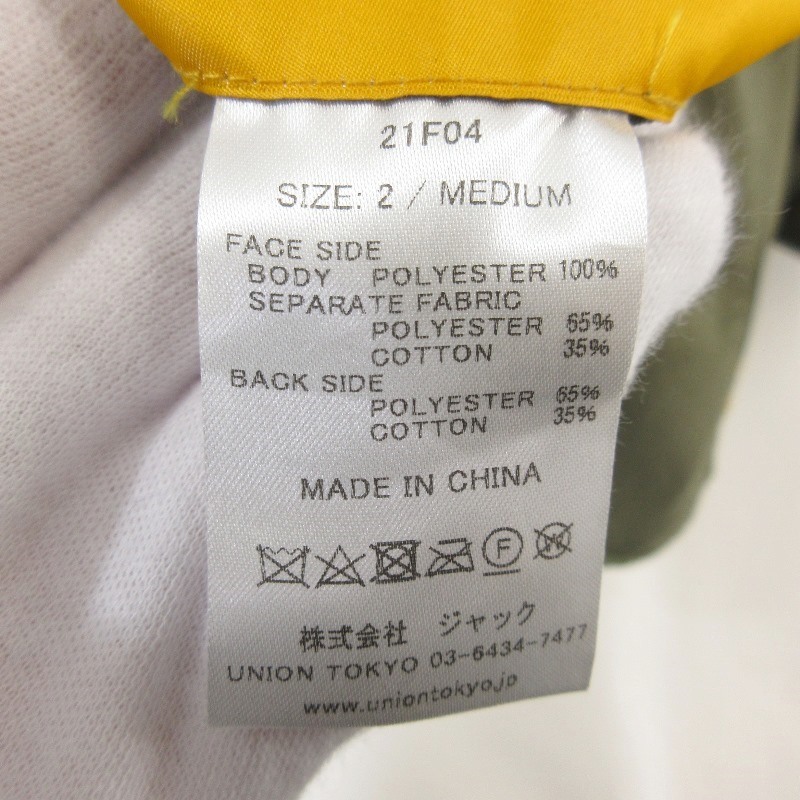 21F04
SIZE: 2 / MEDIUM
FACE SIDE
BODY POLYESTER 100%
SEPARATE FABRIC
POLYESTER 65%
COTTON 35%
BACK SIDE
POLYESTER 65%
COTTON 35%
MADE IN CHINA
F
W
株式会社 ジャック
UNION TOKYO 03-6434-7477
www.uniontokyo.jp